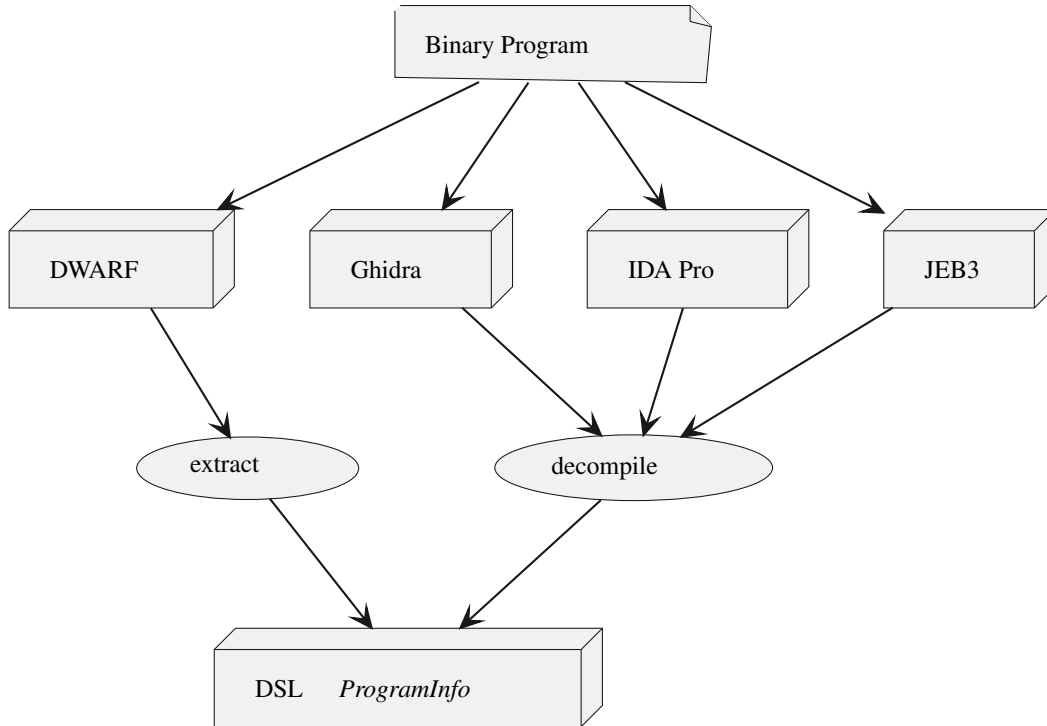 Binary Program
DWARF
Ghidra
IDA Pro
JEB3
extract
decompile
DSL ProgramInfo